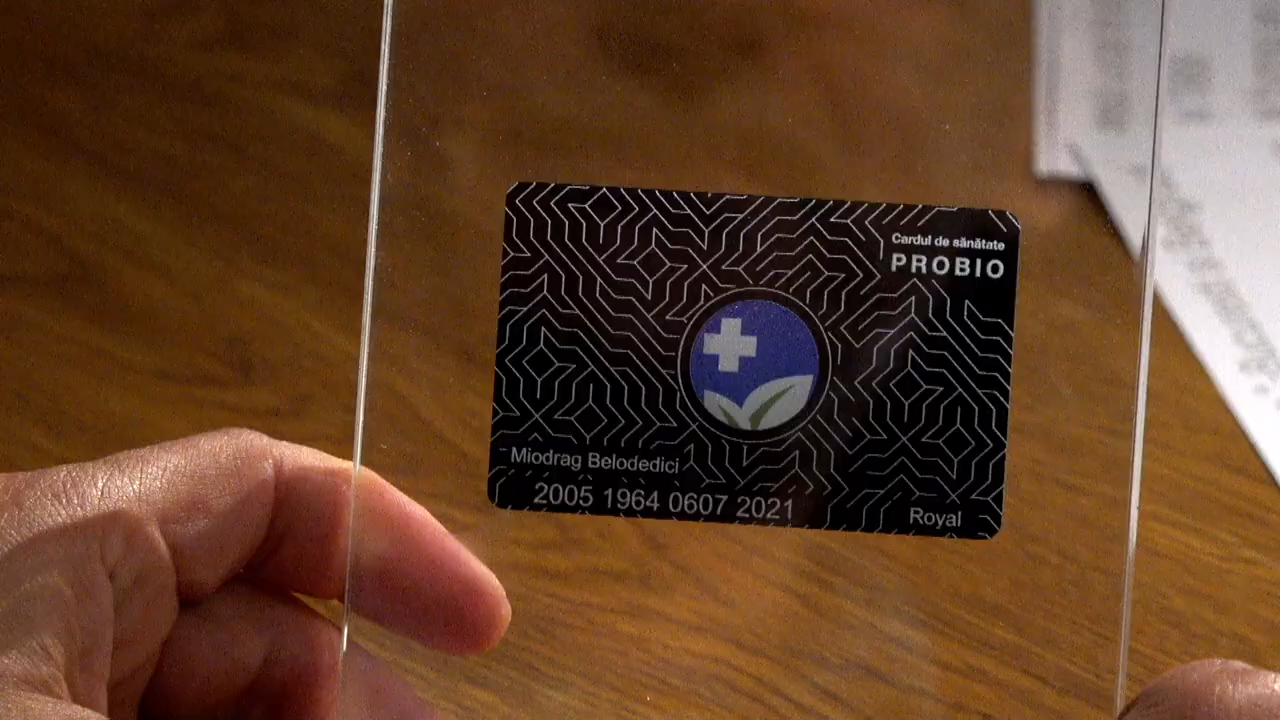 Cardul de sănătate
PROBIO
Miodrag Belodedici
2005 1964 0607 2021
Royal